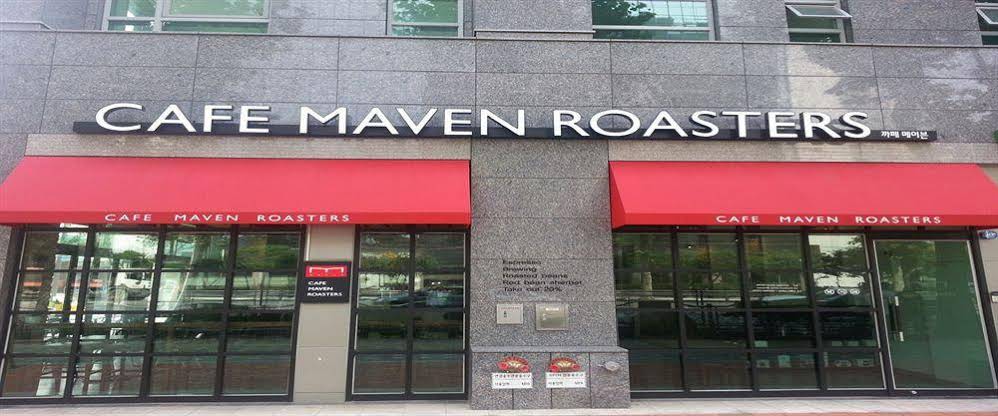 CAFE MAVEN ROASTERS 까페 메이븐
CAFE MAVEN ROASTERS
CAFE MAVEN ROASTERS
CAFE
MAVEN
ROASTERS
Espresso
Brewing
Roasted beans
Red bean sherbet
Take out 20%